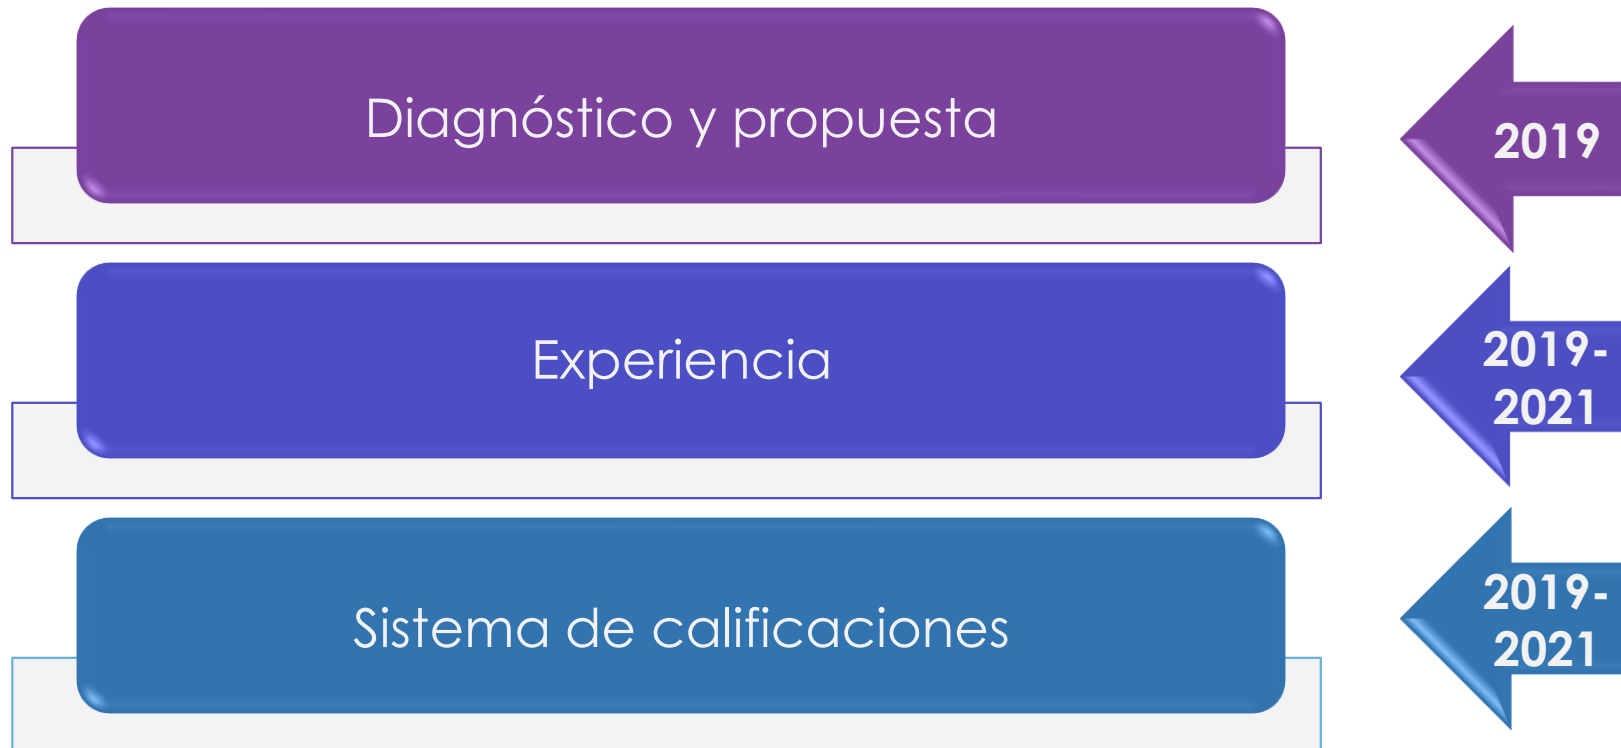 Diagnóstico y propuesta
2019
Experiencia
2019-
2021
Sistema de calificaciones
2019-
2021